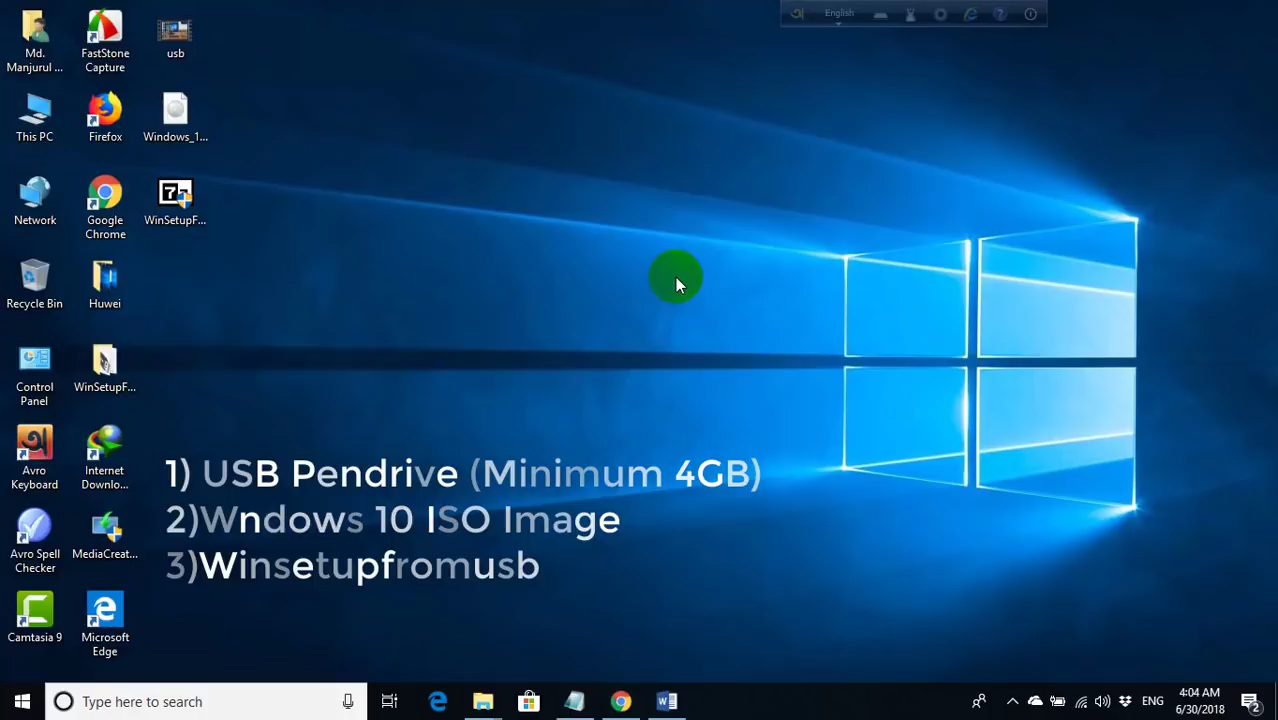 অ English
Md.
Manjurul ...
FastStone
Capture
usb
This PC
Firefox
Windows_1...
Network
Google
Chrome
7
WinSetupF...
Recycle Bin
Huwei
Control
Panel
WinSetupF...
অ
Avro
Keyboard
Internet
Downlo...
1) USB Pendrive (Minimum 4GB)
2)Wndows 10 ISO Image
3)Winsetupfromusb
Avro Spell
Checker
MediaCreat...
Camtasia 9
Microsoft
Edge
Type here to search
ENG
4:04 AM
6/30/2018
2